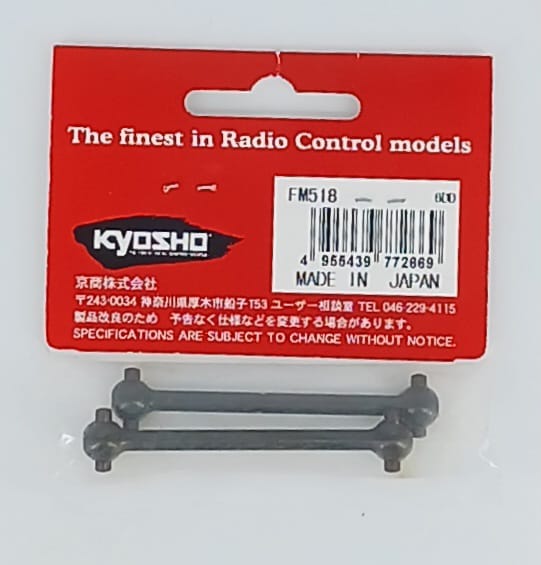 The finest in Radio Control models
FM518 600
4 955439 772869
MADE IN JAPAN
KYOSHO
京商株式会社
〒243-0034 神奈川県厚木市船子153 ユーザー相談室 TEL 046-229-4115
製品改良のため 予告なく仕様などを変更する場合があります。
SPECIFICATIONS ARE SUBJECT TO CHANGE WITHOUT NOTICE.